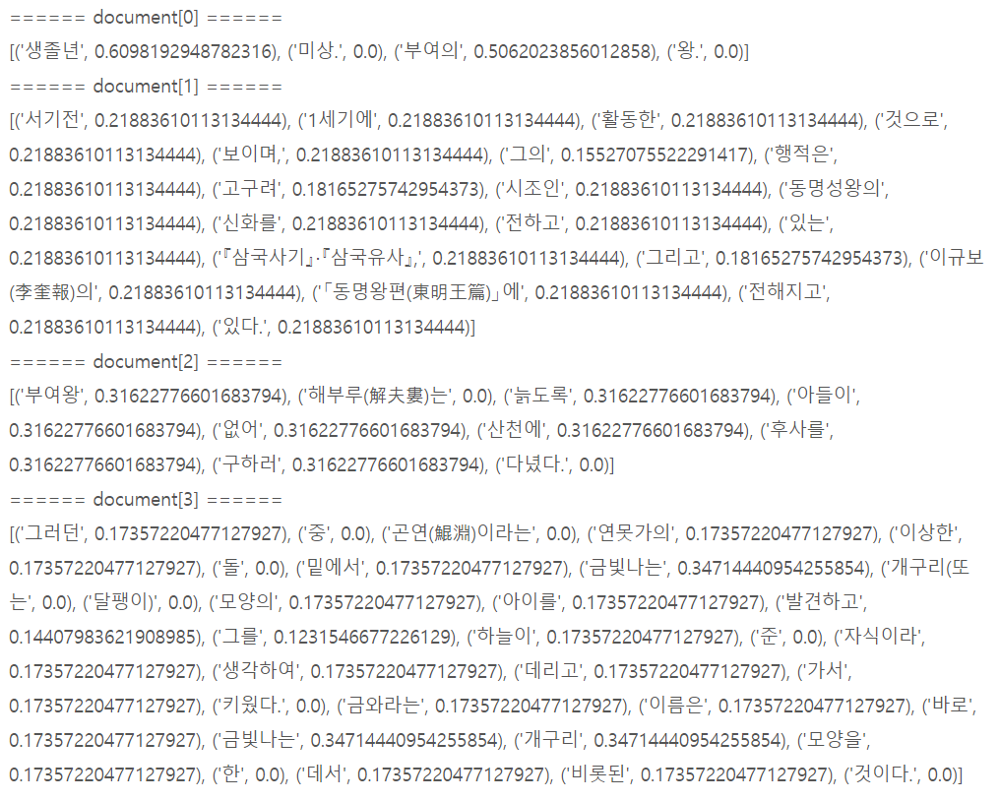 ====== document[0] ======
[('생졸년', 0.6098192948782316), ('미상.', 0.0), ('부여의', 0.5062023856012858), ('왕.', 0.0)]
====== document[1] ======
[('서기전', 0.21883610113134444), ('1세기에', 0.21883610113134444), ('활동한', 0.21883610113134444), ('것으로',
0.21883610113134444), ('보이며,', 0.21883610113134444), ('그의', 0.15527075522291417), ('행적은',
0.21883610113134444), ('고구려', 0.18165275742954373), ('시조인', 0.21883610113134444), ('동명성왕의',
0.21883610113134444), ('신화를', 0.21883610113134444), ('전하고', 0.21883610113134444), ('있는',
0.21883610113134444), ('『삼국사기』·『삼국유사』,', 0.21883610113134444), ('그리고', 0.18165275742954373), ('이규보
(李奎報)의', 0.21883610113134444), ('「동명왕편(東明王篇)」에', 0.21883610113134444), ('전해지고',
0.21883610113134444), ('있다.', 0.21883610113134444)]
====== document[2] ======
[('부여왕', 0.31622776601683794), ('해부루(解夫婁)는', 0.0), ('늙도록', 0.31622776601683794), ('아들이',
0.31622776601683794), ('없어', 0.31622776601683794), ('산천에', 0.31622776601683794), ('후사를',
0.31622776601683794), ('구하러', 0.31622776601683794), ('다녔다.', 0.0)]
====== document[3] ======
[('그러던', 0.17357220477127927), ('중', 0.0), ('곤연(鯤淵)이라는', 0.0), ('연못가의', 0.17357220477127927), ('이상한',
0.17357220477127927), ('돌', 0.0), ('밑에서', 0.17357220477127927), ('금빛나는', 0.34714440954255854), ('개구리(또
는', 0.0), ('달팽이)', 0.0), ('모양의', 0.17357220477127927), ('아이를', 0.17357220477127927), ('발견하고',
0.14407983621908985), ('그를', 0.1231546677226129), ('하늘이', 0.17357220477127927), ('준', 0.0), ('자식이라',
0.17357220477127927), ('생각하여', 0.17357220477127927), ('데리고', 0.17357220477127927), ('가서',
0.17357220477127927), ('키웠다.', 0.0), ('금와라는', 0.17357220477127927), ('이름은', 0.17357220477127927), ('바로',
0.17357220477127927), ('금빛나는', 0.34714440954255854), ('개구리', 0.34714440954255854), ('모양을',
0.17357220477127927), ('한', 0.0), ('데서', 0.17357220477127927), ('비롯된', 0.17357220477127927), ('것이다.', 0.0)]